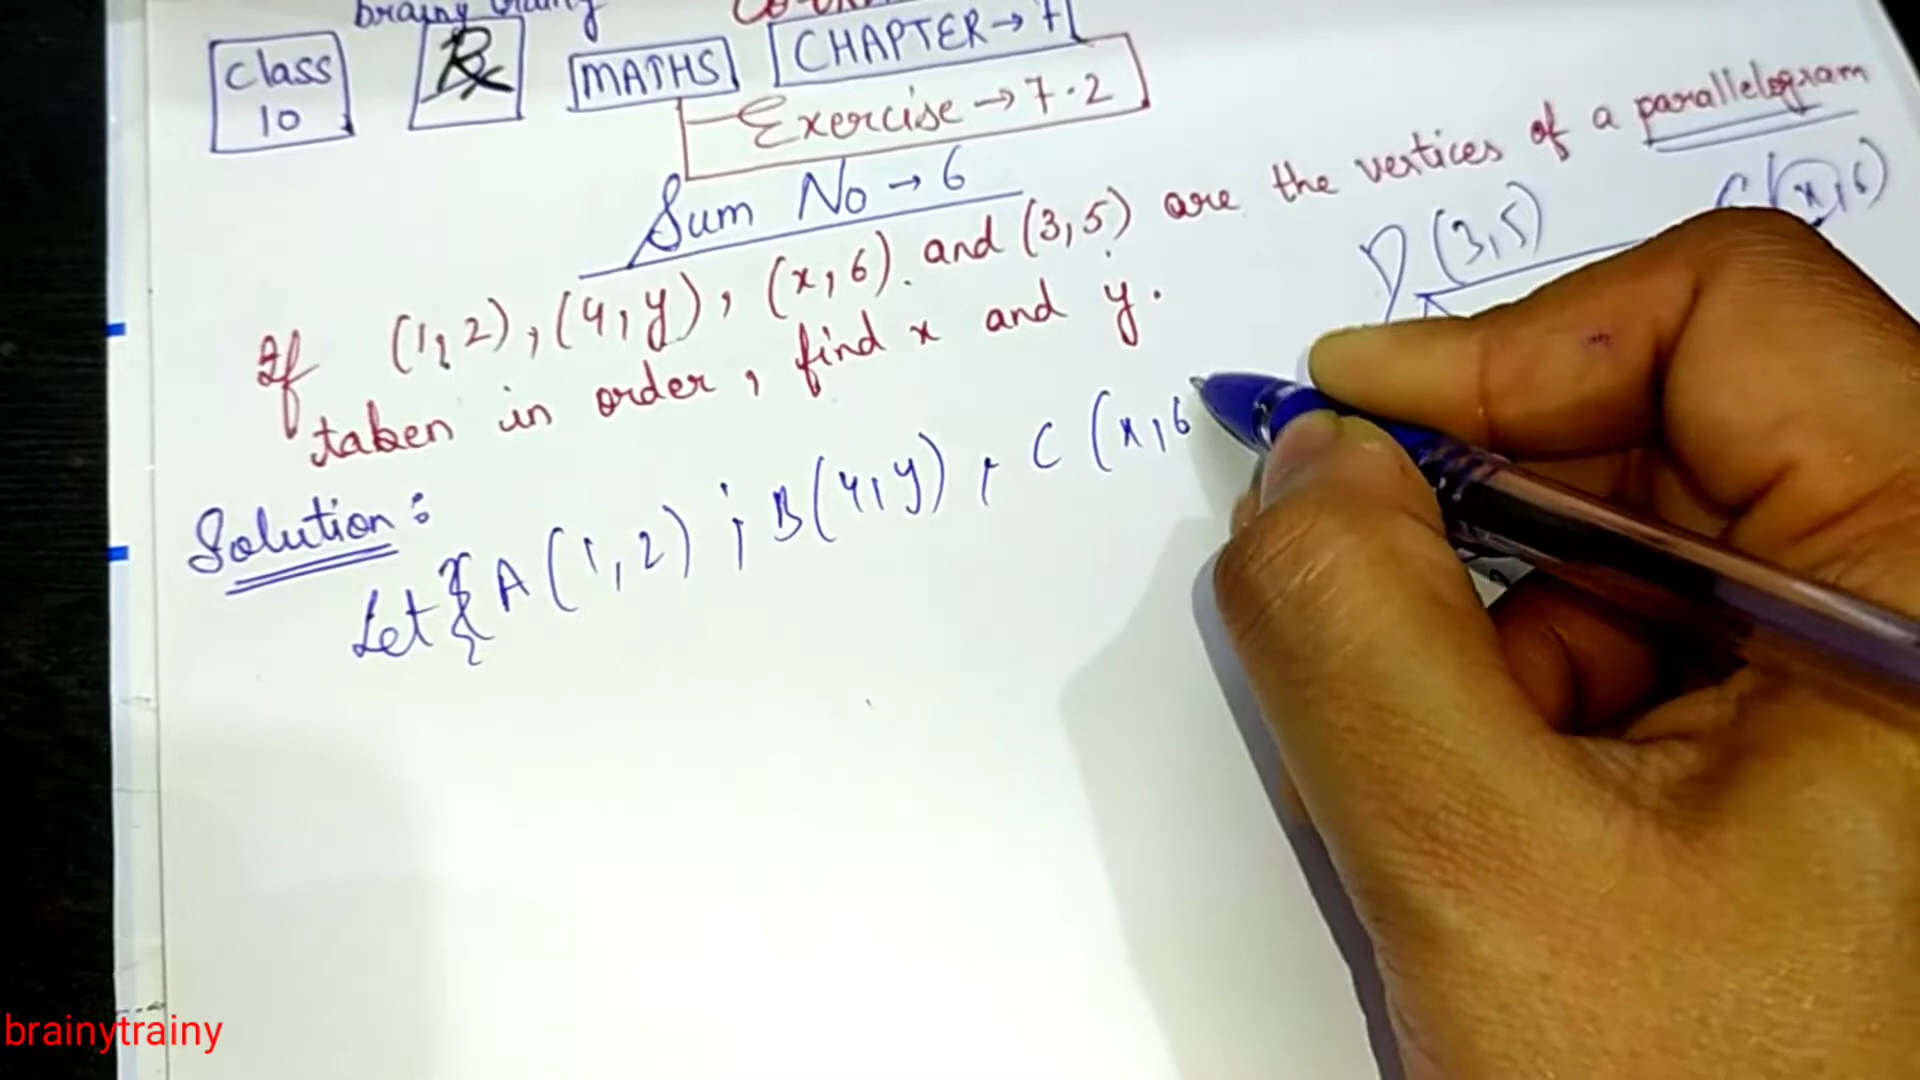 brainy trainy
class 10
MATHS
CHAPTER → 7
Exercise → 7.2
Sum No → 6
If (1,2), (4,y), (x,6) and (3,5) are the vertices of a parallelogram
taken in order, find x and y.
D (3,5)
C (x,6)
Solution:
Let { A (1,2) ; B(4,y) , C (x,6
brainytrainy